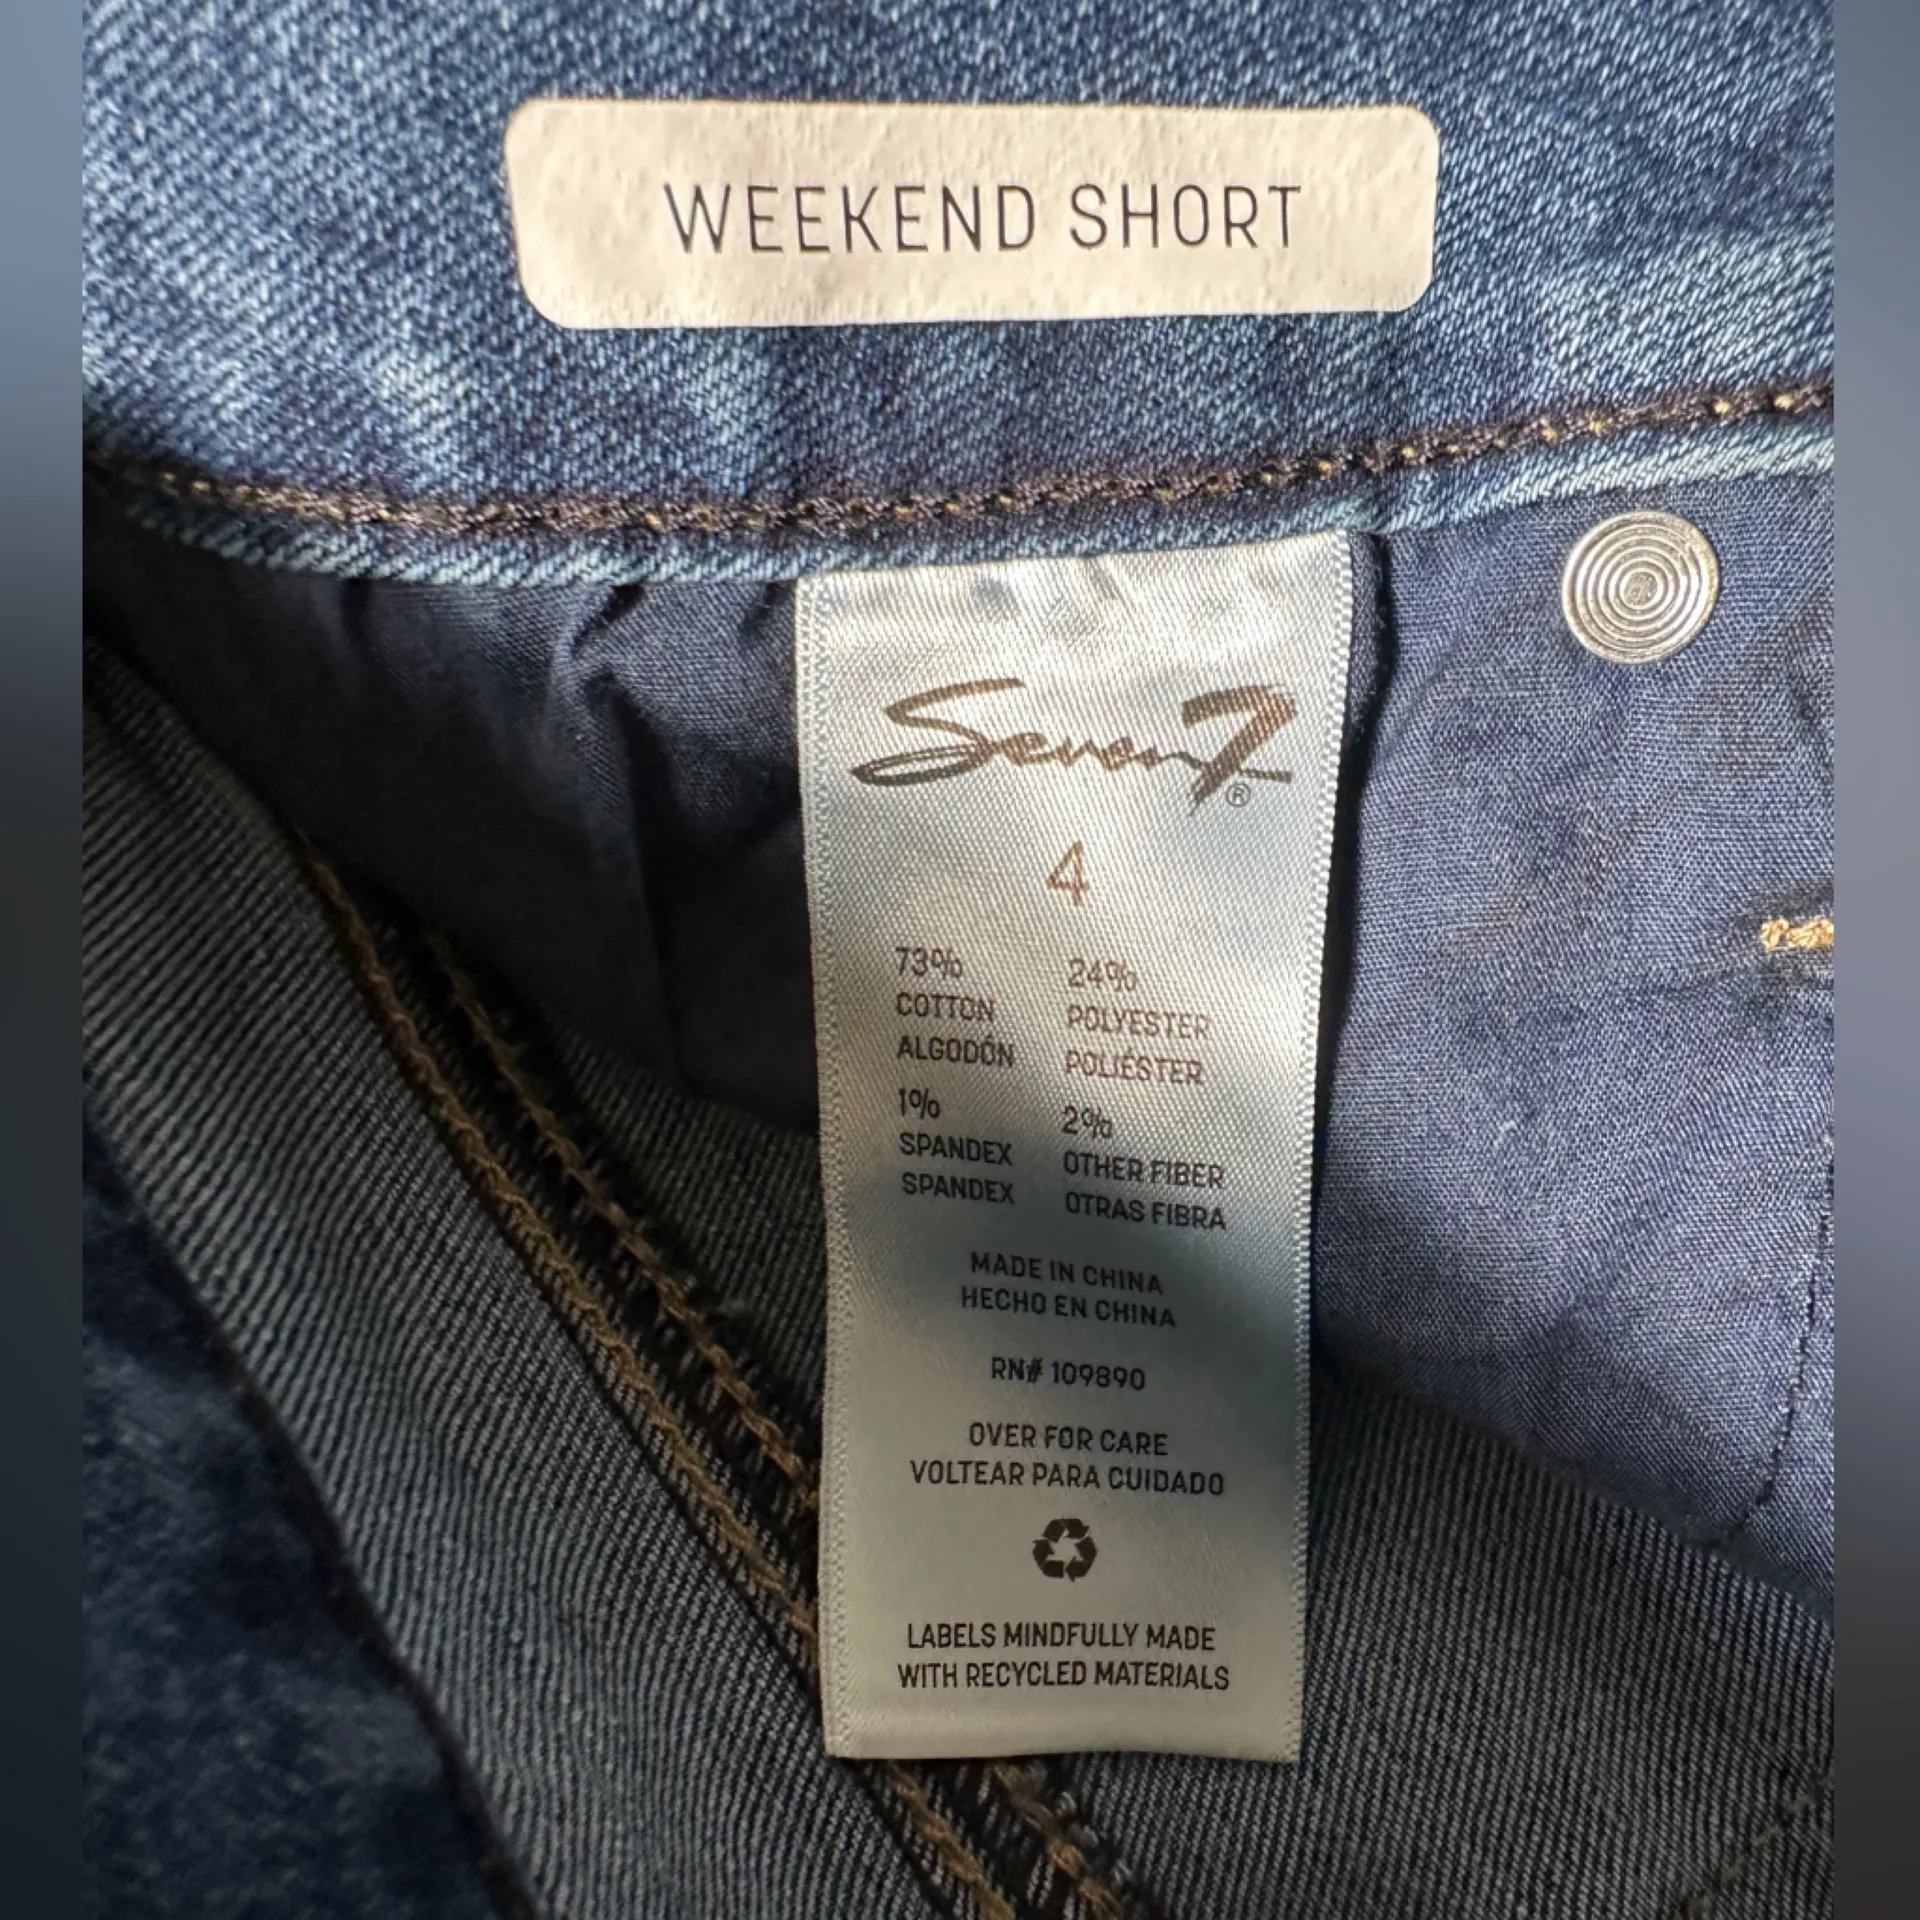 WEEKEND SHORT
Seven7®
4
73% 24%
COTTON POLYESTER
ALGODÓN POLIÉSTER
1% 2%
SPANDEX OTHER FIBER
SPANDEX OTRAS FIBRA
MADE IN CHINA
HECHO EN CHINA
RN# 109890
OVER FOR CARE
VOLTEAR PARA CUIDADO
LABELS MINDFULLY MADE
WITH RECYCLED MATERIALS